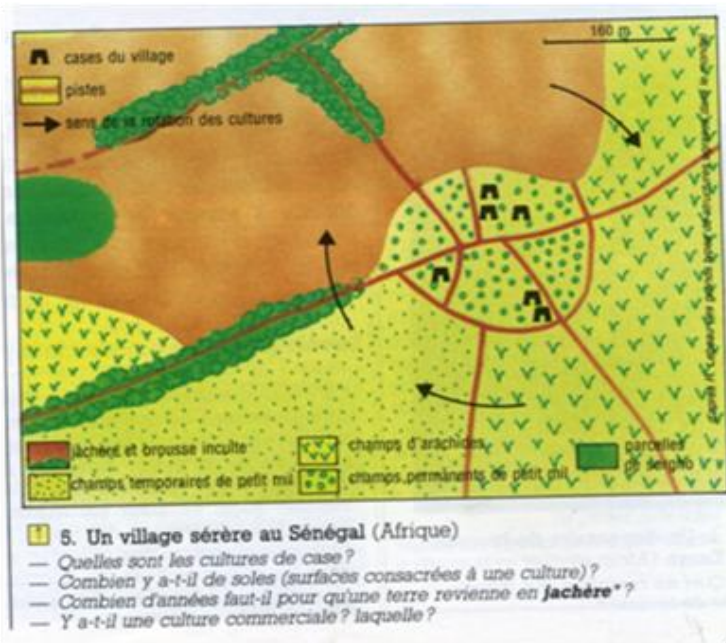 160 m
cases du village
pistes
sens de la rotation des cultures
jachère et brousse inculte
champs d'arachides
parcelles de sorgho
champs temporaires de petit mil
champs permanents de petit mil
5. Un village sérère au Sénégal (Afrique)
— Quelles sont les cultures de case ?
— Combien y a-t-il de soles (surfaces consacrées à une culture) ?
— Combien d'années faut-il pour qu'une terre revienne en jachère* ?
— Y a-t-il une culture commerciale ? laquelle ?